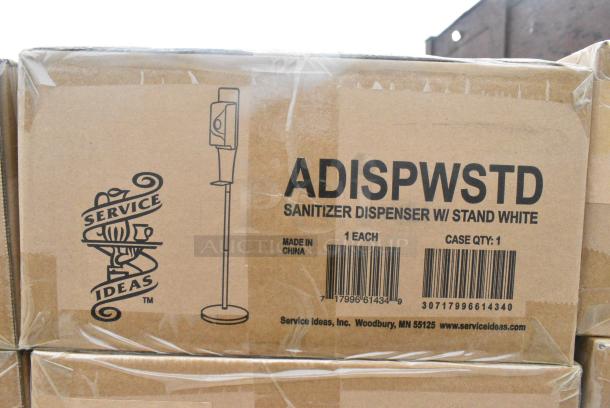 SERVICE
IDEAS
TM
ADISPWSTD
SANITIZER DISPENSER W/ STAND WHITE
MADE IN
CHINA
1 EACH
CASE QTY: 1
7 17996 61434 9
30717996614340
Service Ideas, Inc. Woodbury, MN 55125 www.serviceideas.com